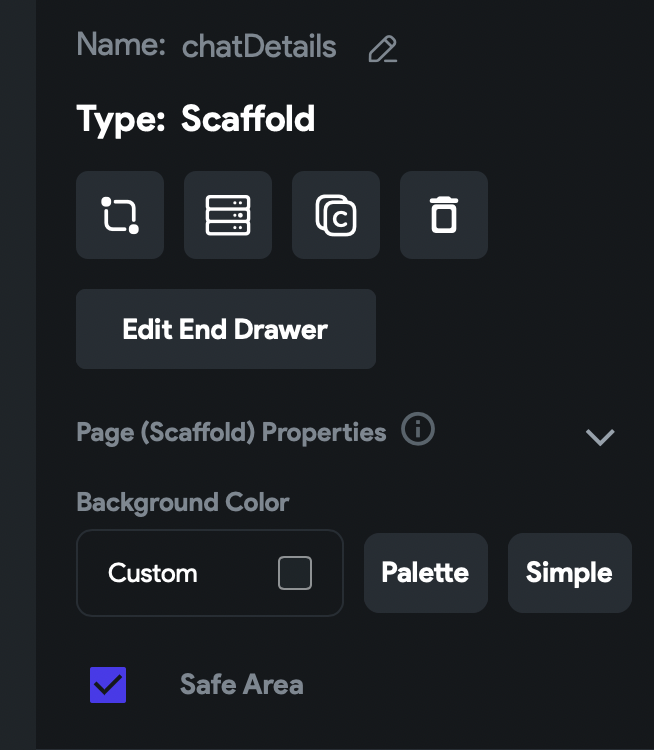 Name: chatDetails
Type: Scaffold
C
Edit End Drawer
Page (Scaffold) Properties
Background Color
Custom Palette Simple
Safe Area